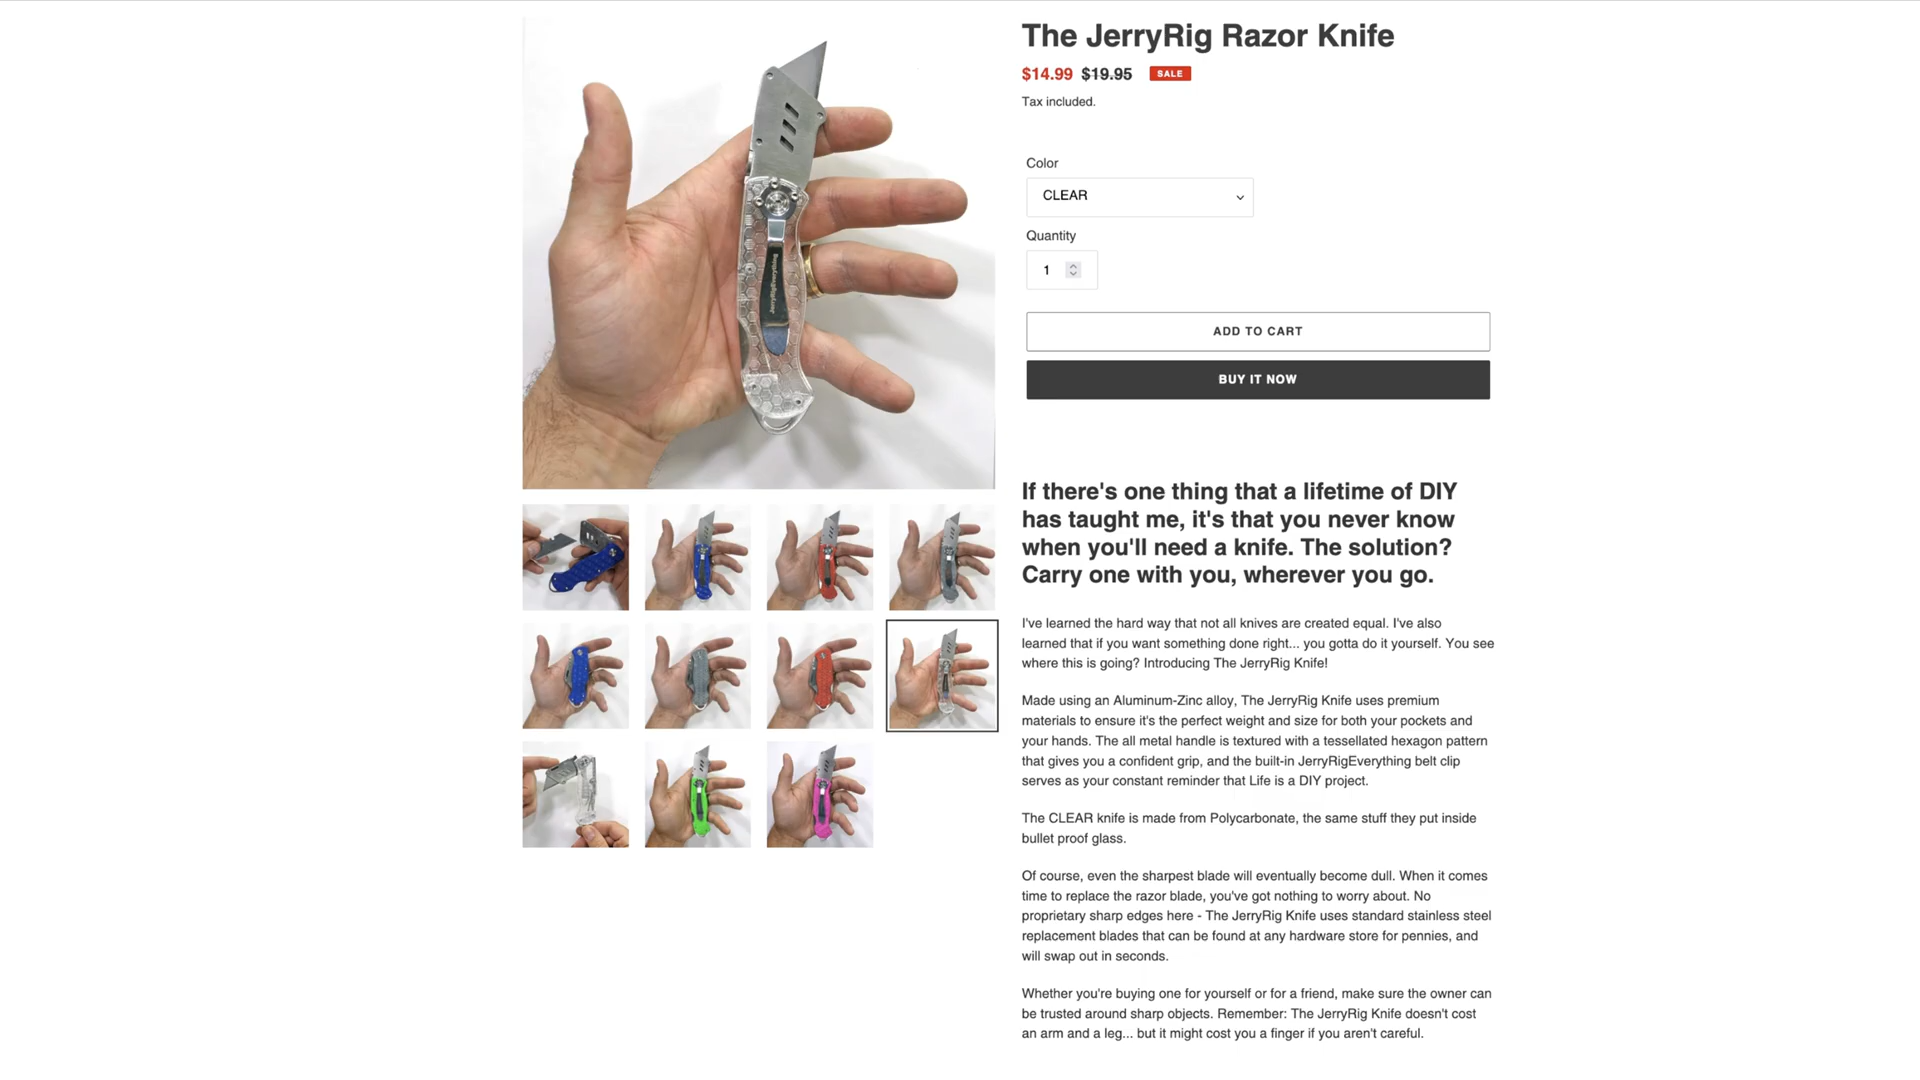 The JerryRig Razor Knife
$14.99 $19.95 SALE
Tax included.
Color
CLEAR
Quantity
1
ADD TO CART
BUY IT NOW
JerryRigEverything
If there's one thing that a lifetime of DIY
has taught me, it's that you never know
when you'll need a knife. The solution?
Carry one with you, wherever you go.
I've learned the hard way that not all knives are created equal. I've also
learned that if you want something done right... you gotta do it yourself. You see
where this is going? Introducing The JerryRig Knife!
Made using an Aluminum-Zinc alloy, The JerryRig Knife uses premium
materials to ensure it's the perfect weight and size for both your pockets and
your hands. The all metal handle is textured with a tessellated hexagon pattern
that gives you a confident grip, and the built-in JerryRigEverything belt clip
serves as your constant reminder that Life is a DIY project.
The CLEAR knife is made from Polycarbonate, the same stuff they put inside
bullet proof glass.
Of course, even the sharpest blade will eventually become dull. When it comes
time to replace the razor blade, you've got nothing to worry about. No
proprietary sharp edges here - The JerryRig Knife uses standard stainless steel
replacement blades that can be found at any hardware store for pennies, and
will swap out in seconds.
Whether you're buying one for yourself or for a friend, make sure the owner can
be trusted around sharp objects. Remember: The JerryRig Knife doesn't cost
an arm and a leg... but it might cost you a finger if you aren't careful.